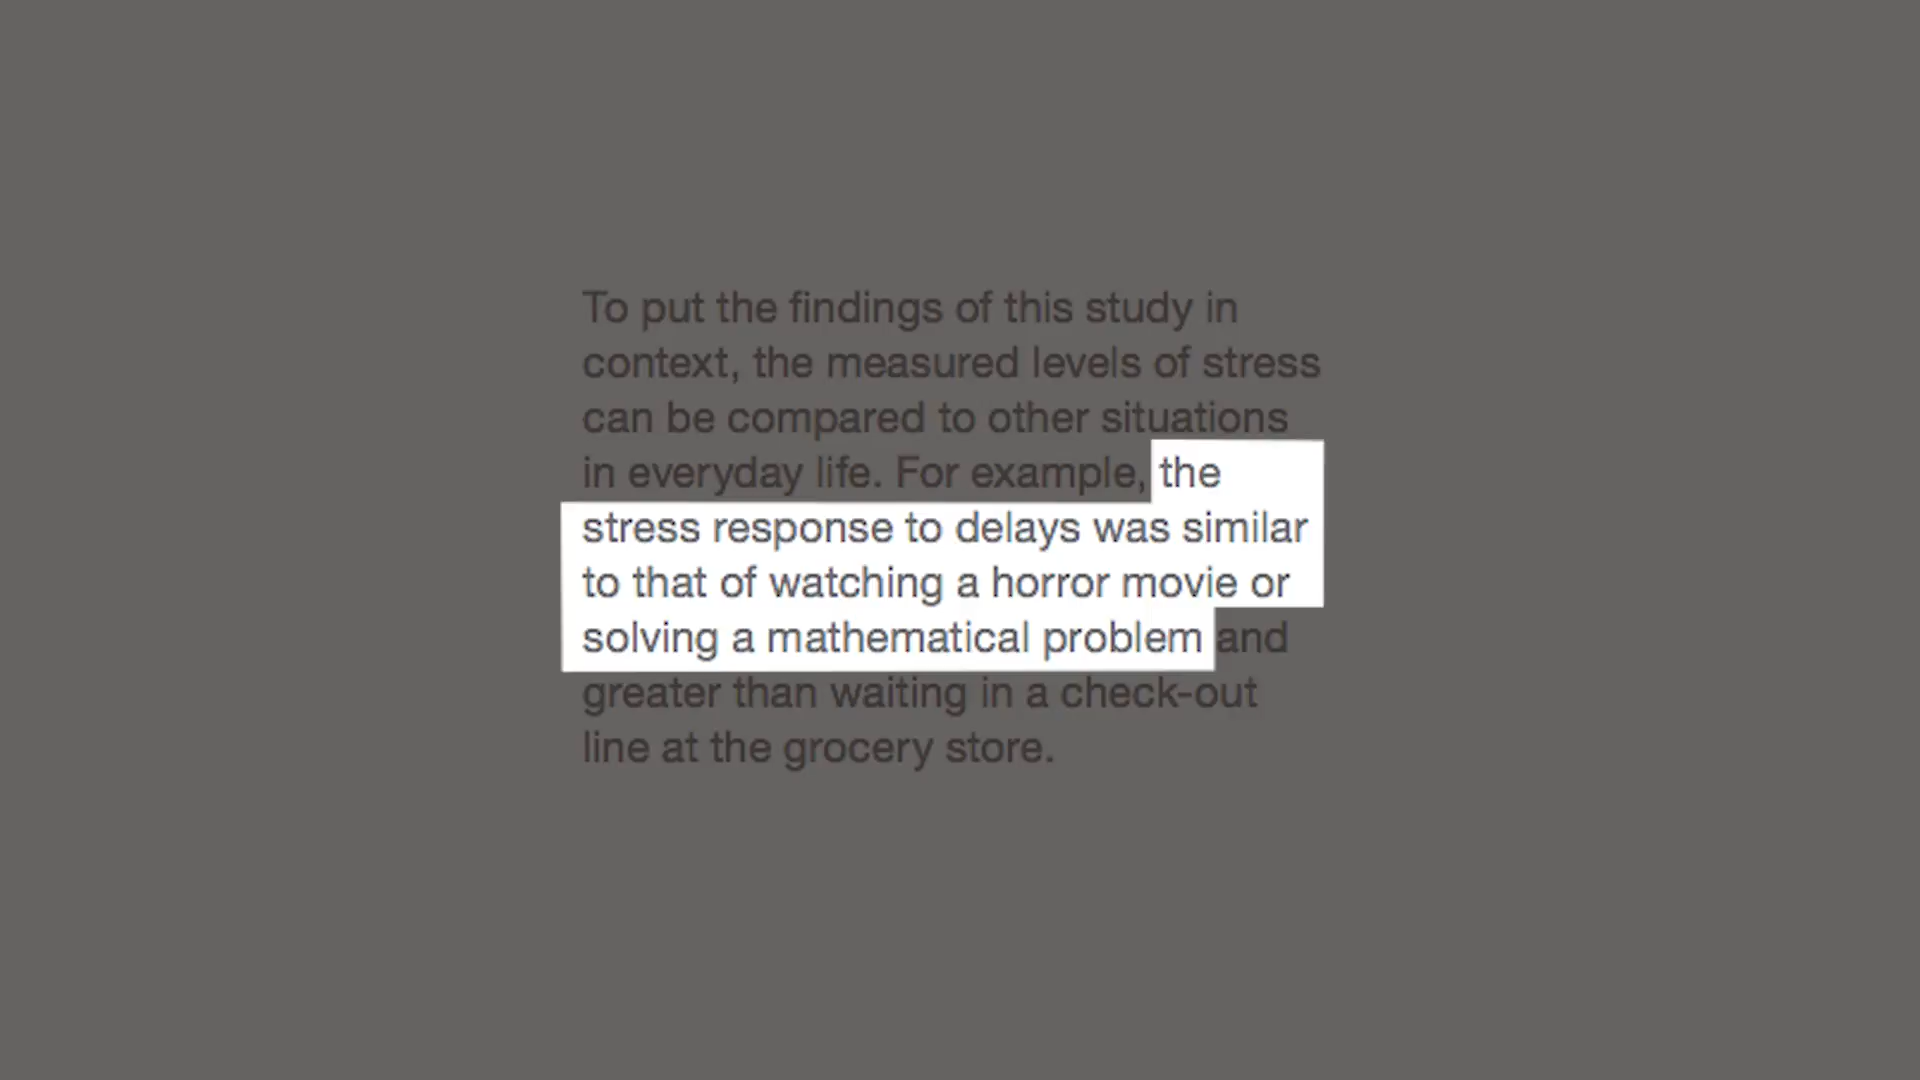 To put the findings of this study in
context, the measured levels of stress
can be compared to other situations
in everyday life. For example, the
stress response to delays was similar
to that of watching a horror movie or
solving a mathematical problem and
greater than waiting in a check-out
line at the grocery store.